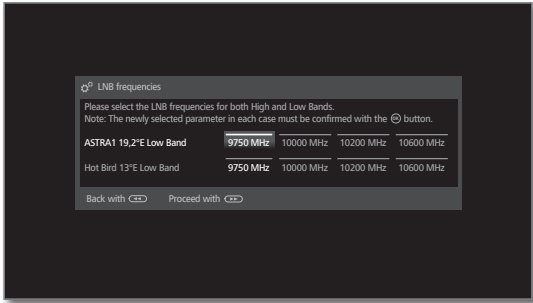 LNB frequencies
Please select the LNB frequencies for both High and Low Bands.
Note: The newly selected parameter in each case must be confirmed with the OK button.
ASTRA1 19,2°E Low Band 9750 MHz 10000 MHz 10200 MHz 10600 MHz
Hot Bird 13°E Low Band 9750 MHz 10000 MHz 10200 MHz 10600 MHz
Back with Proceed with